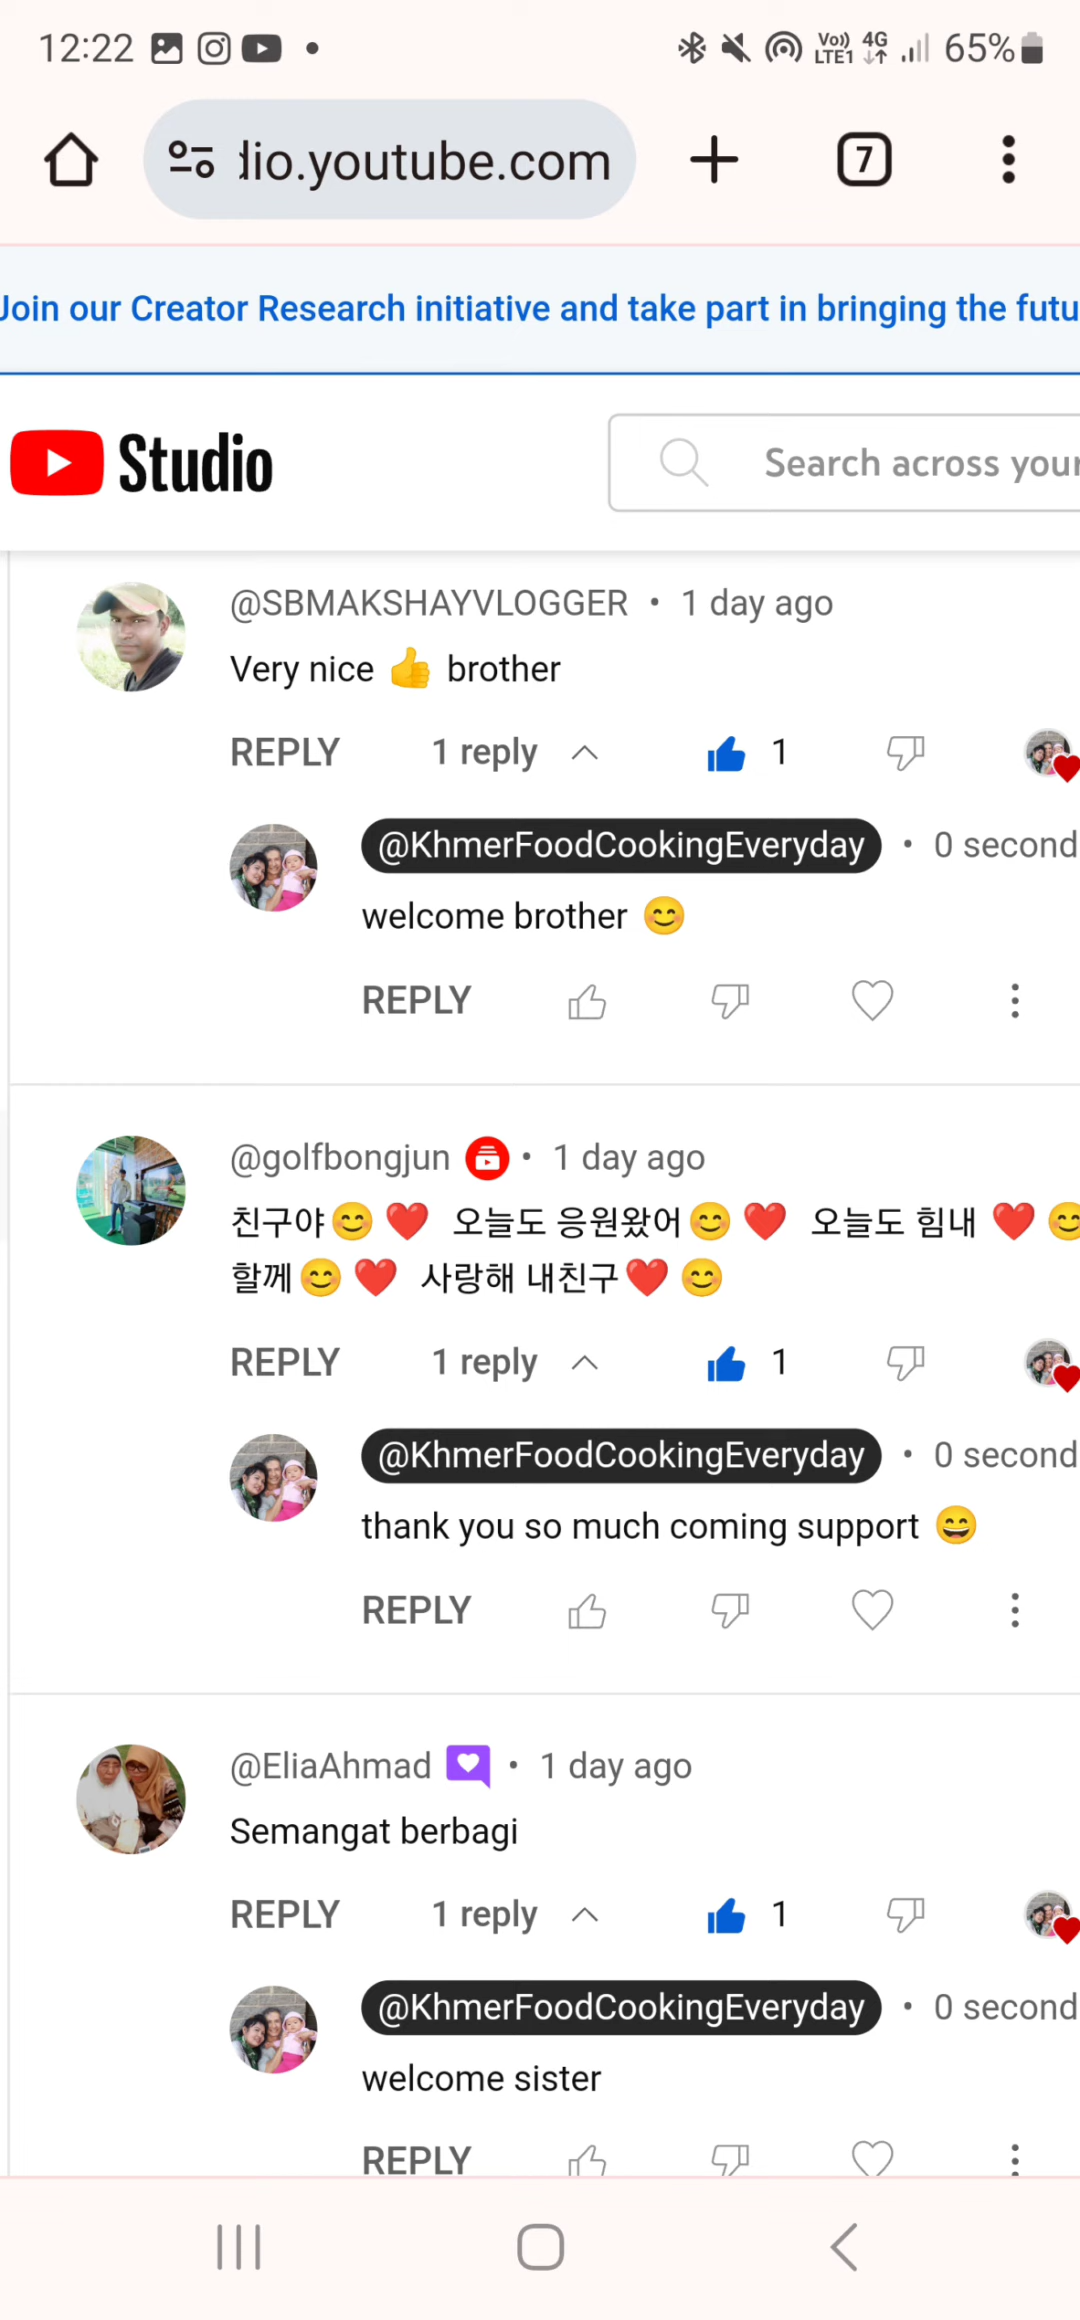 12:22
Vo)) LTE1 4G 65%
dio.youtube.com
7
Join our Creator Research initiative and take part in bringing the futu
Studio
Search across your
@SBMAKSHAYVLOGGER • 1 day ago
Very nice 👍 brother
REPLY 1 reply 1
@KhmerFoodCookingEveryday • 0 second
welcome brother 😊
REPLY
@golfbongjun • 1 day ago
친구야😊❤️ 오늘도 응원왔어😊❤️ 오늘도 힘내 ❤️😊
할께😊❤️ 사랑해 내친구❤️😊
REPLY 1 reply 1
@KhmerFoodCookingEveryday • 0 second
thank you so much coming support 😄
REPLY
@EliaAhmad • 1 day ago
Semangat berbagi
REPLY 1 reply 1
@KhmerFoodCookingEveryday • 0 second
welcome sister
REPLY